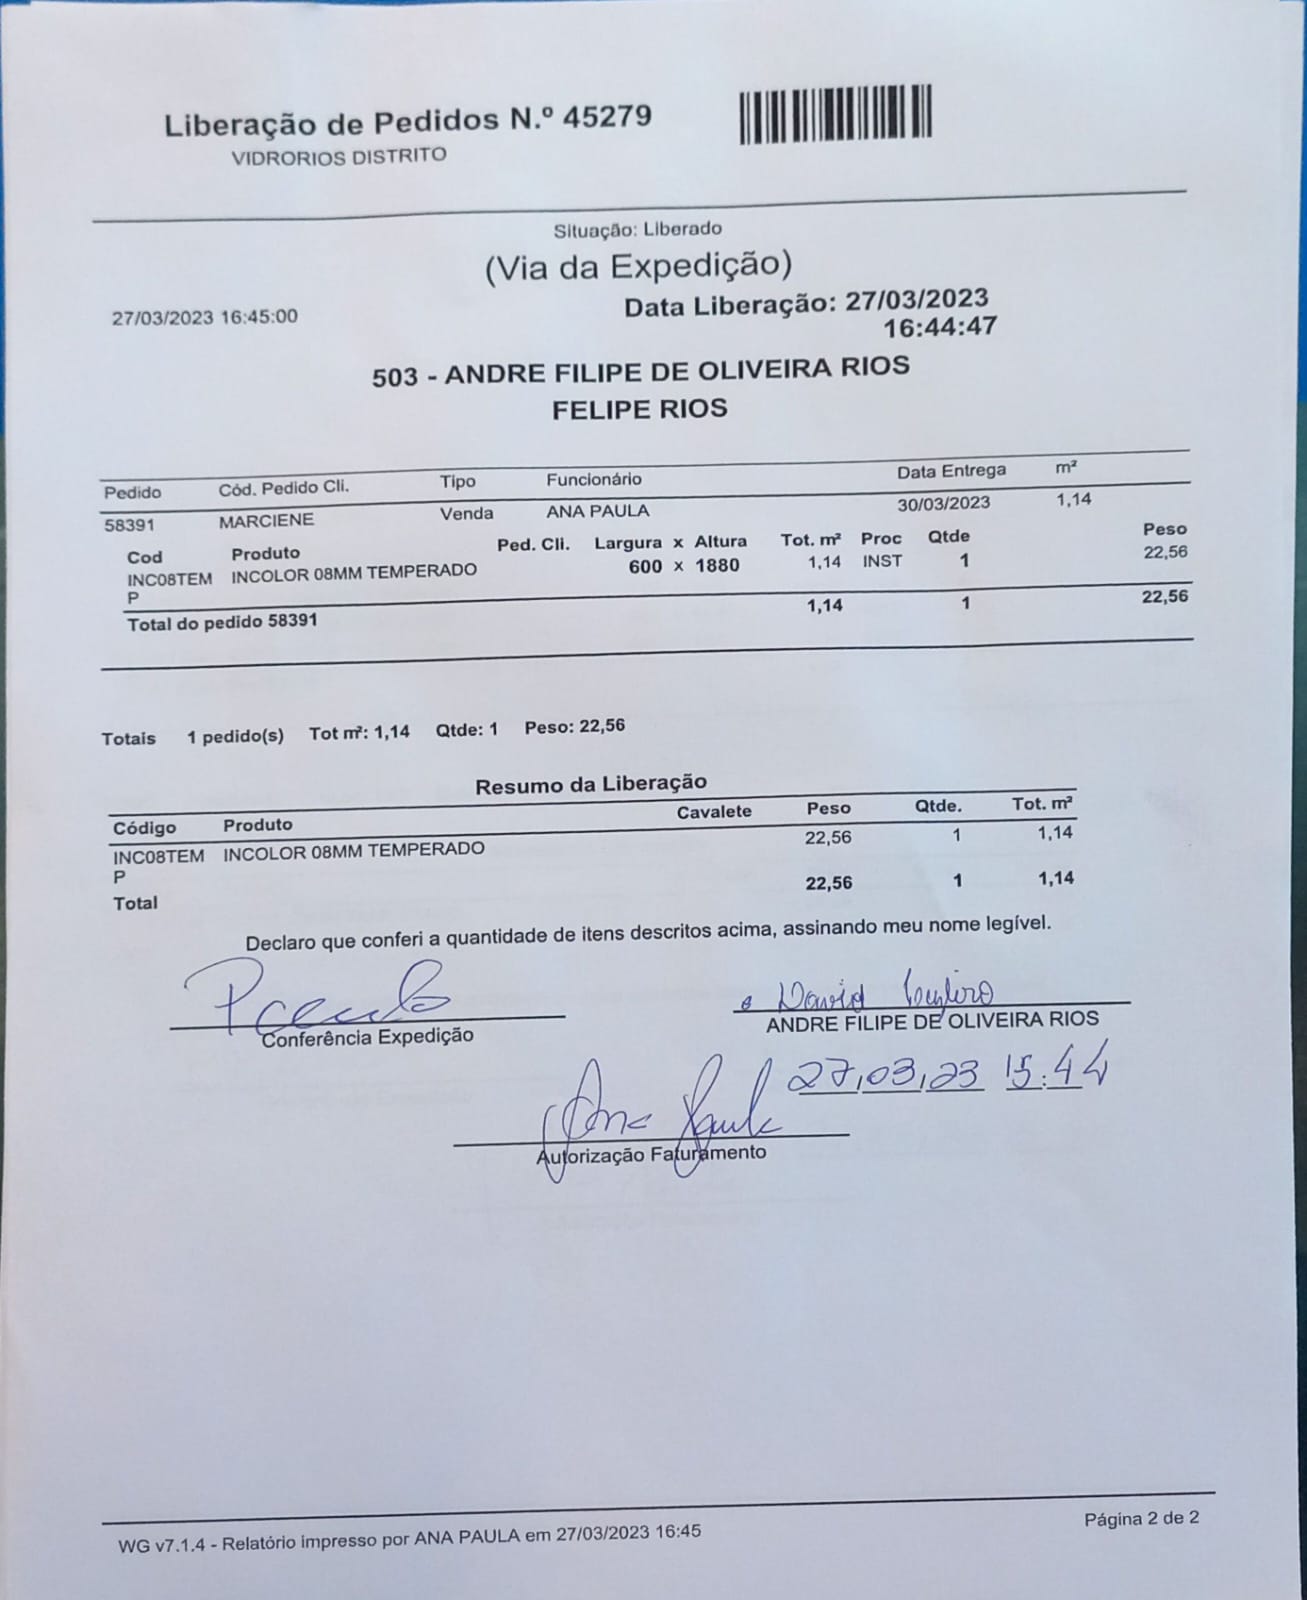 Liberação de Pedidos N.º 45279
VIDRORIOS DISTRITO
Situação: Liberado
(Via da Expedição)
27/03/2023 16:45:00
Data Liberação: 27/03/2023
16:44:47
503 - ANDRE FILIPE DE OLIVEIRA RIOS
FELIPE RIOS
Pedido Cód. Pedido Cli. Tipo Funcionário Data Entrega m²
58391 MARCIENE Venda ANA PAULA 30/03/2023 1,14
Cod Produto Ped. Cli. Largura x Altura Tot. m² Proc Qtde Peso
INC08TEM INCOLOR 08MM TEMPERADO 600 x 1880 1,14 INST 1 22,56
P
Total do pedido 58391 1,14 1 22,56
Totais 1 pedido(s) Tot m²: 1,14 Qtde: 1 Peso: 22,56
Resumo da Liberação
Código Produto Cavalete Peso Qtde. Tot. m²
INC08TEM INCOLOR 08MM TEMPERADO 22,56 1 1,14
P
Total 22,56 1 1,14
Declaro que conferi a quantidade de itens descritos acima, assinando meu nome legível.
David
Conferência Expedição
ANDRE FILIPE DE OLIVEIRA RIOS
27,03,23 15:44
Ana Paula
Autorização Faturamento
WG v7.1.4 - Relatório impresso por ANA PAULA em 27/03/2023 16:45
Página 2 de 2